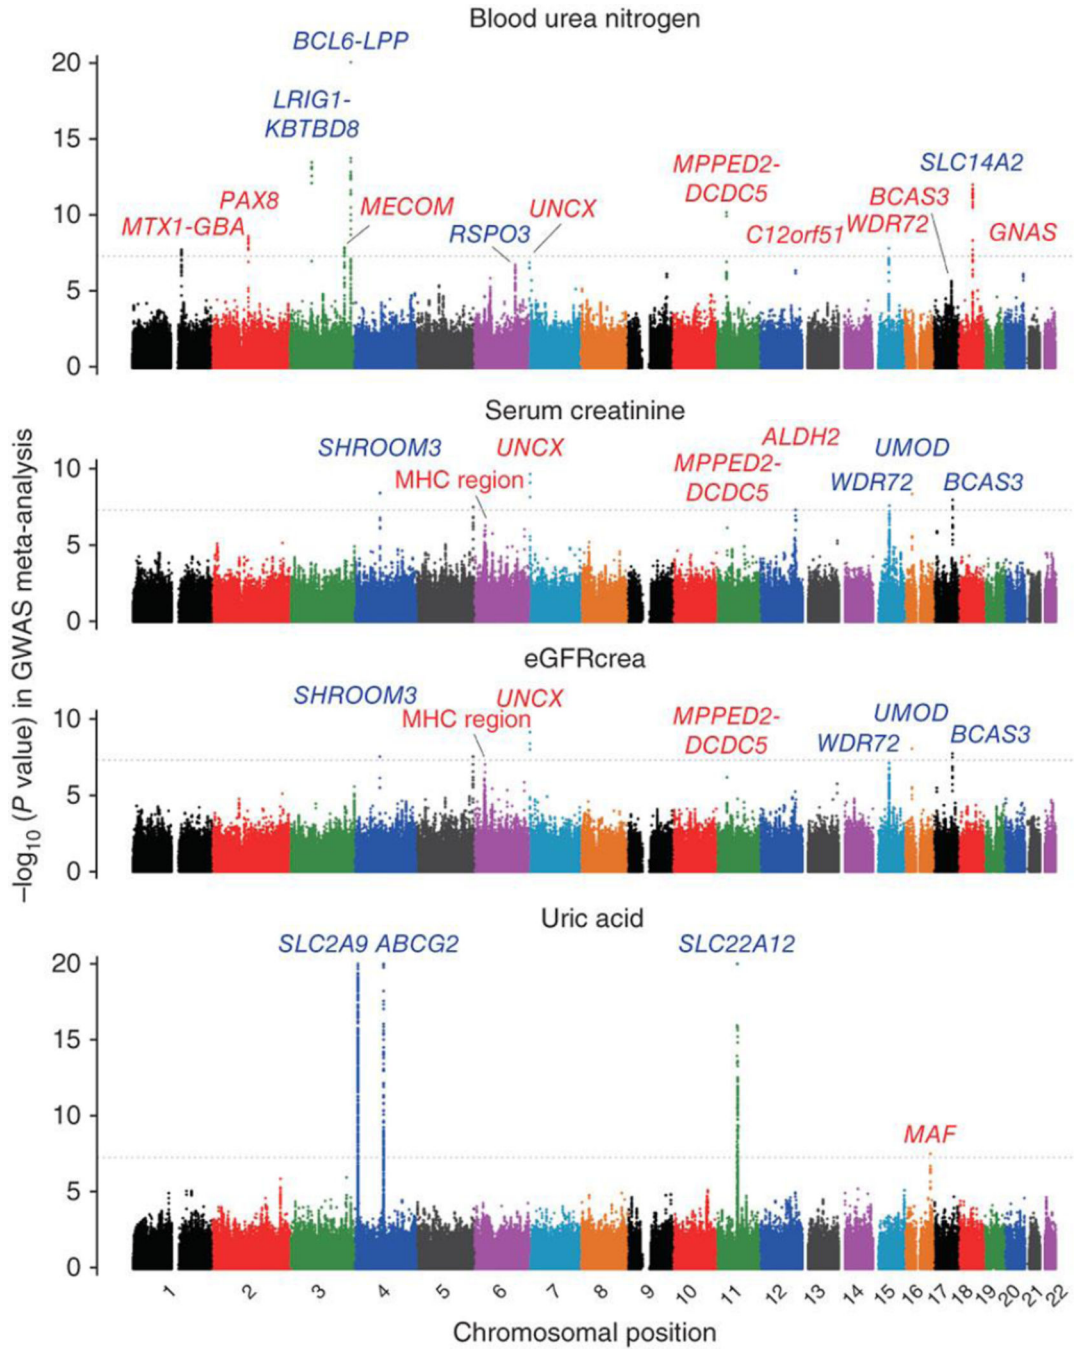 Blood urea nitrogen
BCL6-LPP
20
LRIG1-
KBTBD8
15
MPPED2-
DCDC5
SLC14A2
PAX8
MECOM
UNCX
BCAS3
10
MTX1-GBA
RSPO3
C12orf51
WDR72
GNAS
5
0
Serum creatinine
SHROOM3
UNCX
ALDH2
UMOD
10
MHC region
MPPED2-
DCDC5
WDR72
BCAS3
5
0
eGFRcrea
SHROOM3
UNCX
UMOD
10
MHC region
MPPED2-
DCDC5
WDR72
BCAS3
5
0
Uric acid
SLC2A9 ABCG2
SLC22A12
20
15
10
MAF
5
0
–log10 (P value) in GWAS meta-analysis
1 2 3 4 5 6 7 8 9 10 11 12 13 14 15 16 17 18 19 20 21 22
Chromosomal position